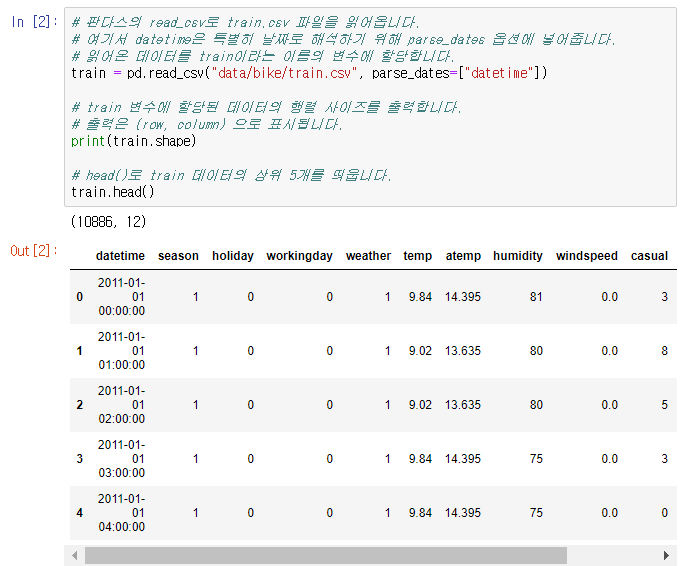 In [2]: # 판다스의 read_csv로 train.csv 파일을 읽어옵니다.
# 여기서 datetime은 특별히 날짜로 해석하기 위해 parse_dates 옵션에 넣어줍니다.
# 읽어온 데이터를 train이라는 이름의 변수에 할당합니다.
train = pd.read_csv("data/bike/train.csv", parse_dates=["datetime"])
# train 변수에 할당된 데이터의 행렬 사이즈를 출력합니다.
# 출력은 (row, column) 으로 표시됩니다.
print(train.shape)
# head()로 train 데이터의 상위 5개를 띄웁니다.
train.head()
(10886, 12)
Out[2]:
datetime season holiday workingday weather temp atemp humidity windspeed casual
2011-01-
0 01 1 0 0 1 9.84 14.395 81 0.0 3
00:00:00
2011-01-
1 01 1 0 0 1 9.02 13.635 80 0.0 8
01:00:00
2011-01-
2 01 1 0 0 1 9.02 13.635 80 0.0 5
02:00:00
2011-01-
3 01 1 0 0 1 9.84 14.395 75 0.0 3
03:00:00
2011-01-
4 01 1 0 0 1 9.84 14.395 75 0.0 0
04:00:00